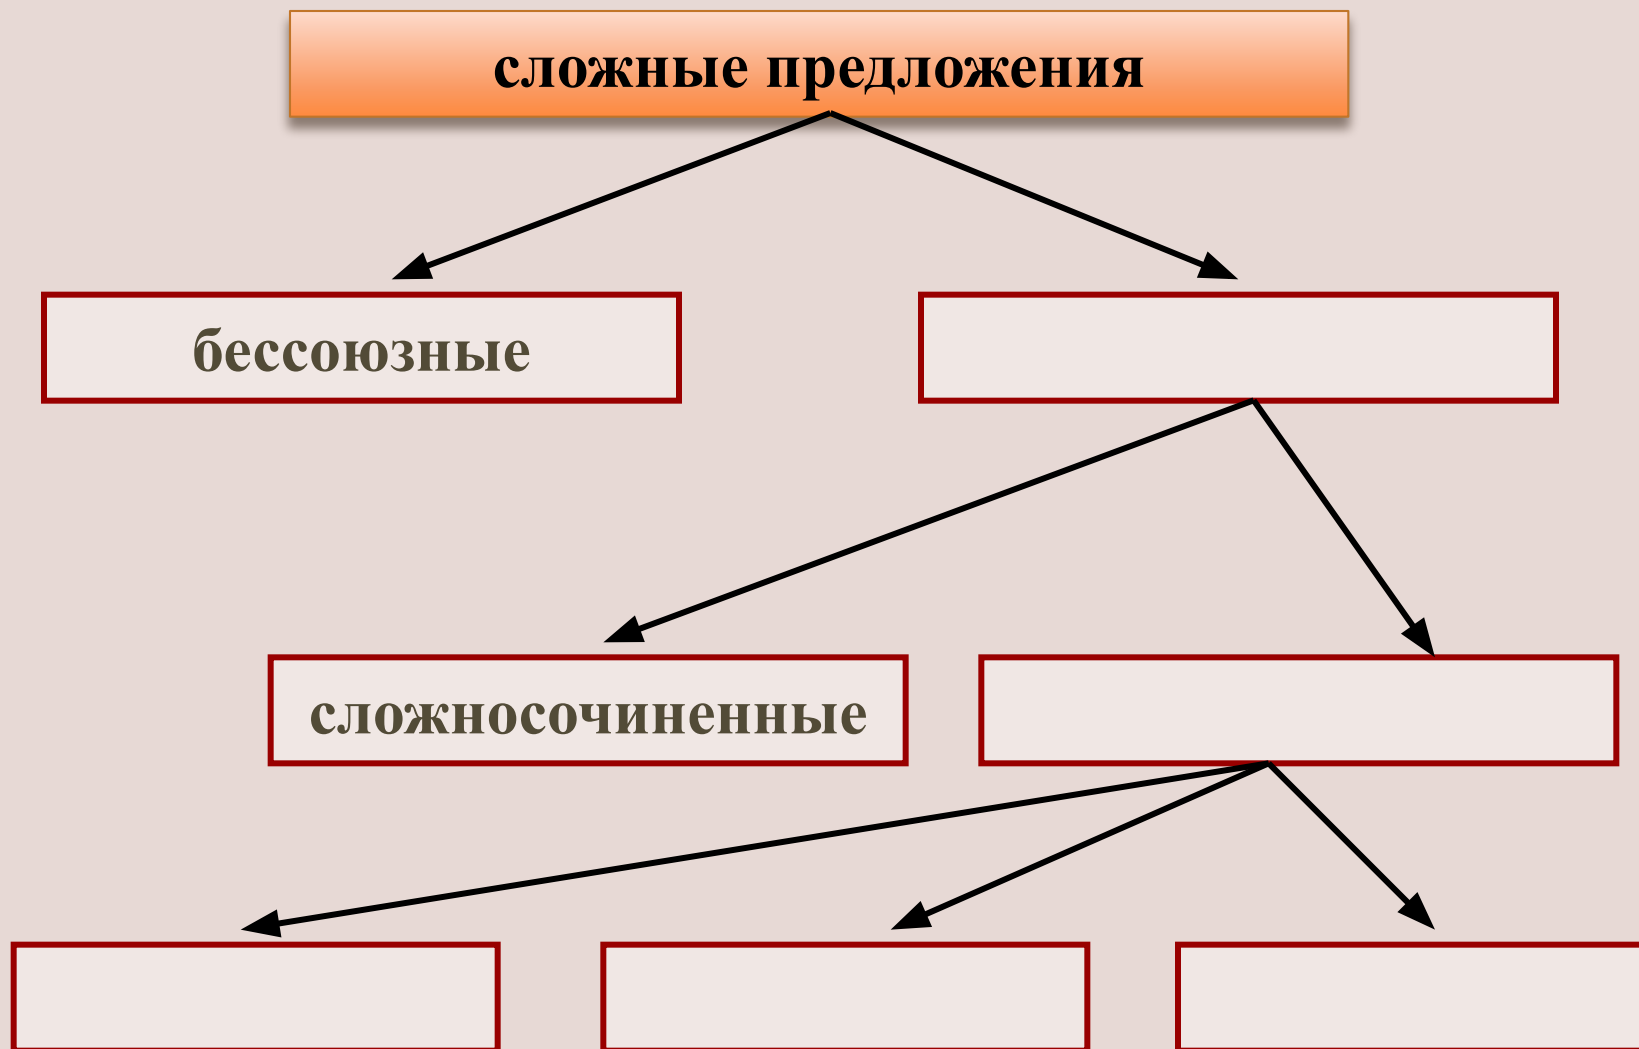 сложные предложения
бессоюзные
сложносочиненные